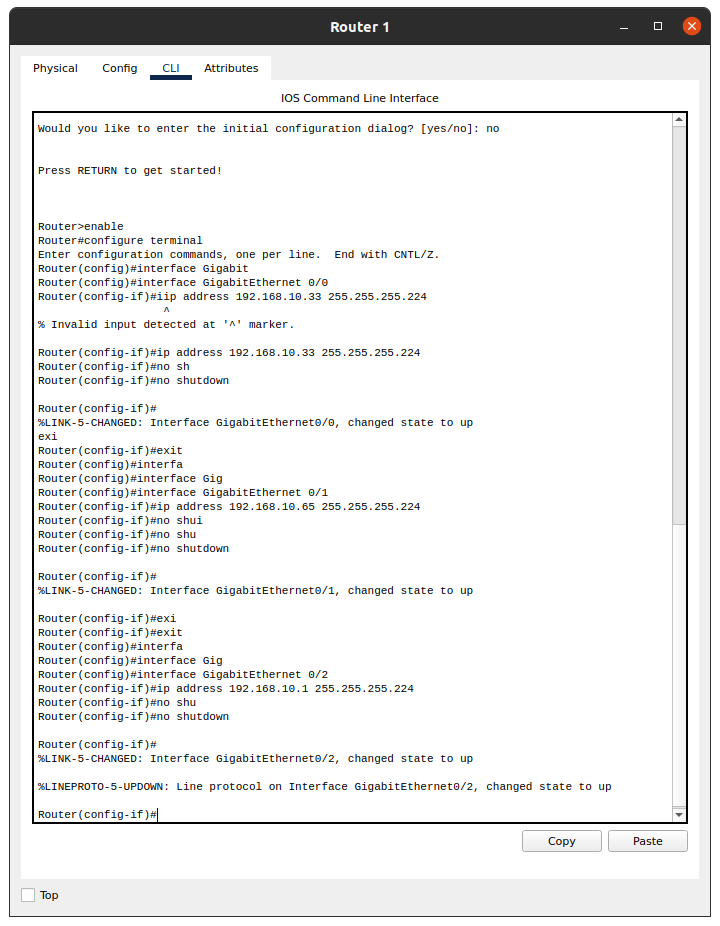 Router 1
Physical Config CLI Attributes
IOS Command Line Interface
Would you like to enter the initial configuration dialog? [yes/no]: no
Press RETURN to get started!
Router>enable
Router#configure terminal
Enter configuration commands, one per line.  End with CNTL/Z.
Router(config)#interface Gigabit
Router(config)#interface GigabitEthernet 0/0
Router(config-if)#iip address 192.168.10.33 255.255.255.224
^
% Invalid input detected at '^' marker.
Router(config-if)#ip address 192.168.10.33 255.255.255.224
Router(config-if)#no sh
Router(config-if)#no shutdown
Router(config-if)#
%LINK-5-CHANGED: Interface GigabitEthernet0/0, changed state to up
exi
Router(config-if)#exit
Router(config)#interfa
Router(config)#interface Gig
Router(config)#interface GigabitEthernet 0/1
Router(config-if)#ip address 192.168.10.65 255.255.255.224
Router(config-if)#no shui
Router(config-if)#no shu
Router(config-if)#no shutdown
Router(config-if)#
%LINK-5-CHANGED: Interface GigabitEthernet0/1, changed state to up
Router(config-if)#exi
Router(config-if)#exit
Router(config)#interfa
Router(config)#interface Gig
Router(config)#interface GigabitEthernet 0/2
Router(config-if)#ip address 192.168.10.1 255.255.255.224
Router(config-if)#no shu
Router(config-if)#no shutdown
Router(config-if)#
%LINK-5-CHANGED: Interface GigabitEthernet0/2, changed state to up
%LINEPROTO-5-UPDOWN: Line protocol on Interface GigabitEthernet0/2, changed state to up
Router(config-if)#
Copy Paste
Top